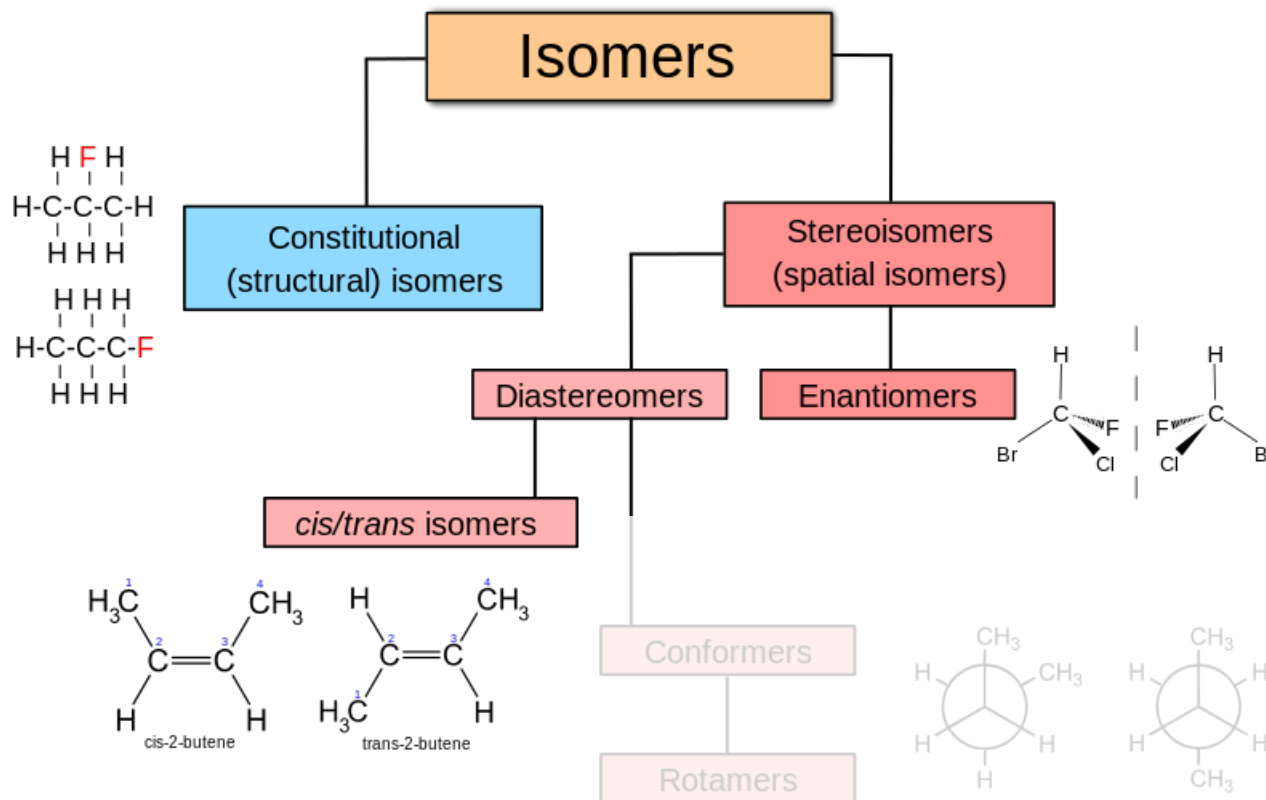 Isomers
H F H
H-C-C-C-H
H H H
Constitutional
(structural) isomers
Stereoisomers
(spatial isomers)
H H H
H-C-C-C-F
H H H
Diastereomers
Enantiomers
H
C
F
Br
Cl
H
F
C
Cl
B
cis/trans isomers
1
H3C
4
CH3
2
3
C
C
H
H
cis-2-butene
H
4
CH3
2
3
C
C
1
H3C
H
trans-2-butene
Conformers
CH3
H
CH3
H
H
H
CH3
H
H
H
H
CH3
Rotamers